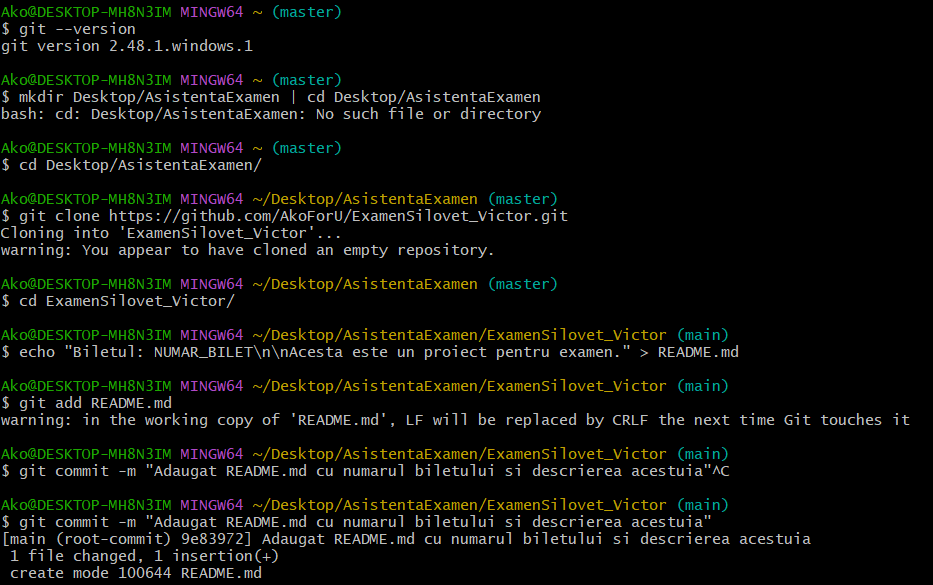 Ako@DESKTOP-MH8N3IM MINGW64 ~ (master)
$ git --version
git version 2.48.1.windows.1
Ako@DESKTOP-MH8N3IM MINGW64 ~ (master)
$ mkdir Desktop/AsistentaExamen | cd Desktop/AsistentaExamen
bash: cd: Desktop/AsistentaExamen: No such file or directory
Ako@DESKTOP-MH8N3IM MINGW64 ~ (master)
$ cd Desktop/AsistentaExamen/
Ako@DESKTOP-MH8N3IM MINGW64 ~/Desktop/AsistentaExamen (master)
$ git clone https://github.com/AkoForU/ExamenSilovet_Victor.git
Cloning into 'ExamenSilovet_Victor'...
warning: You appear to have cloned an empty repository.
Ako@DESKTOP-MH8N3IM MINGW64 ~/Desktop/AsistentaExamen (master)
$ cd ExamenSilovet_Victor/
Ako@DESKTOP-MH8N3IM MINGW64 ~/Desktop/AsistentaExamen/ExamenSilovet_Victor (main)
$ echo "Biletul: NUMAR_BILET\n\nAcesta este un proiect pentru examen." > README.md
Ako@DESKTOP-MH8N3IM MINGW64 ~/Desktop/AsistentaExamen/ExamenSilovet_Victor (main)
$ git add README.md
warning: in the working copy of 'README.md', LF will be replaced by CRLF the next time Git touches it
Ako@DESKTOP-MH8N3IM MINGW64 ~/Desktop/AsistentaExamen/ExamenSilovet_Victor (main)
$ git commit -m "Adaugat README.md cu numarul biletului si descrierea acestuia"^C
Ako@DESKTOP-MH8N3IM MINGW64 ~/Desktop/AsistentaExamen/ExamenSilovet_Victor (main)
$ git commit -m "Adaugat README.md cu numarul biletului si descrierea acestuia"
[main (root-commit) 9e83972] Adaugat README.md cu numarul biletului si descrierea acestuia
1 file changed, 1 insertion(+)
create mode 100644 README.md